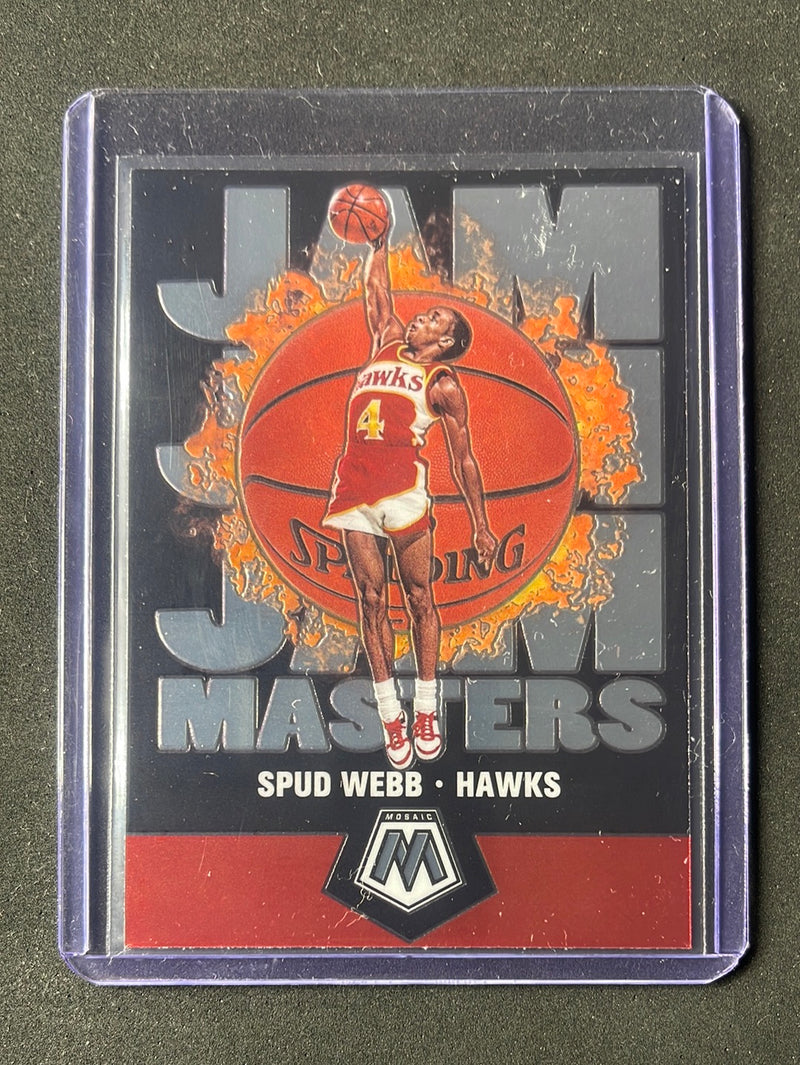 JAM
Hawks
4
JAM
SPALDING
JAM
MASTERS
SPUD WEBB · HAWKS
MOSAIC
M